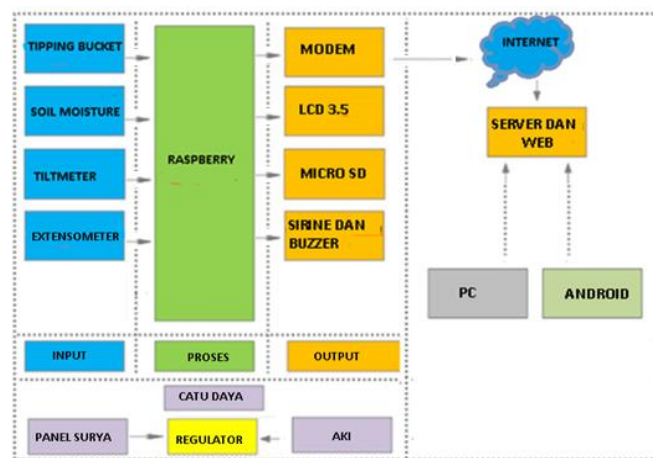 TIPPING BUCKET
SOIL MOISTURE
TILTMETER
EXTENSOMETER
RASPBERRY
MODEM
LCD 3.5
MICRO SD
SIRINE DAN
BUZZER
INTERNET
SERVER DAN
WEB
PC
ANDROID
INPUT
PROSES
OUTPUT
CATU DAYA
PANEL SURYA
REGULATOR
AKI